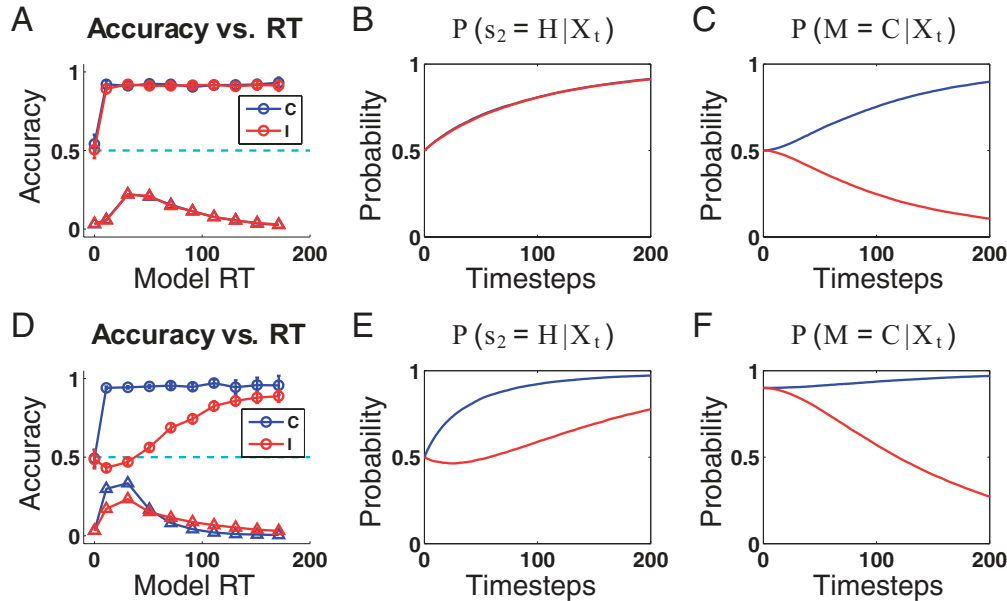 A
Accuracy vs. RT
Accuracy
1
0.5
0
C
I
0
100
200
Model RT
B
P (s₂ = H|Xₜ)
Probability
1
0.5
0
0
100
200
Timesteps
C
P (M = C|Xₜ)
Probability
1
0.5
0
0
100
200
Timesteps
D
Accuracy vs. RT
Accuracy
1
0.5
0
C
I
0
100
200
Model RT
E
P (s₂ = H|Xₜ)
Probability
1
0.5
0
0
100
200
Timesteps
F
P (M = C|Xₜ)
Probability
1
0.5
0
0
100
200
Timesteps